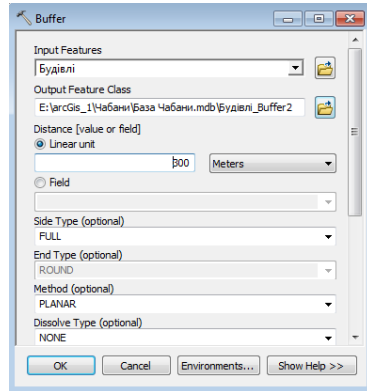 Buffer
Input Features
Будівлі
Output Feature Class
E:\arcGis_1\Чабани\База Чабани.mdb\Будівлі_Buffer2
Distance [value or field]
Linear unit
300 Meters
Field
Side Type (optional)
FULL
End Type (optional)
ROUND
Method (optional)
PLANAR
Dissolve Type (optional)
NONE
OK Cancel Environments... Show Help >>